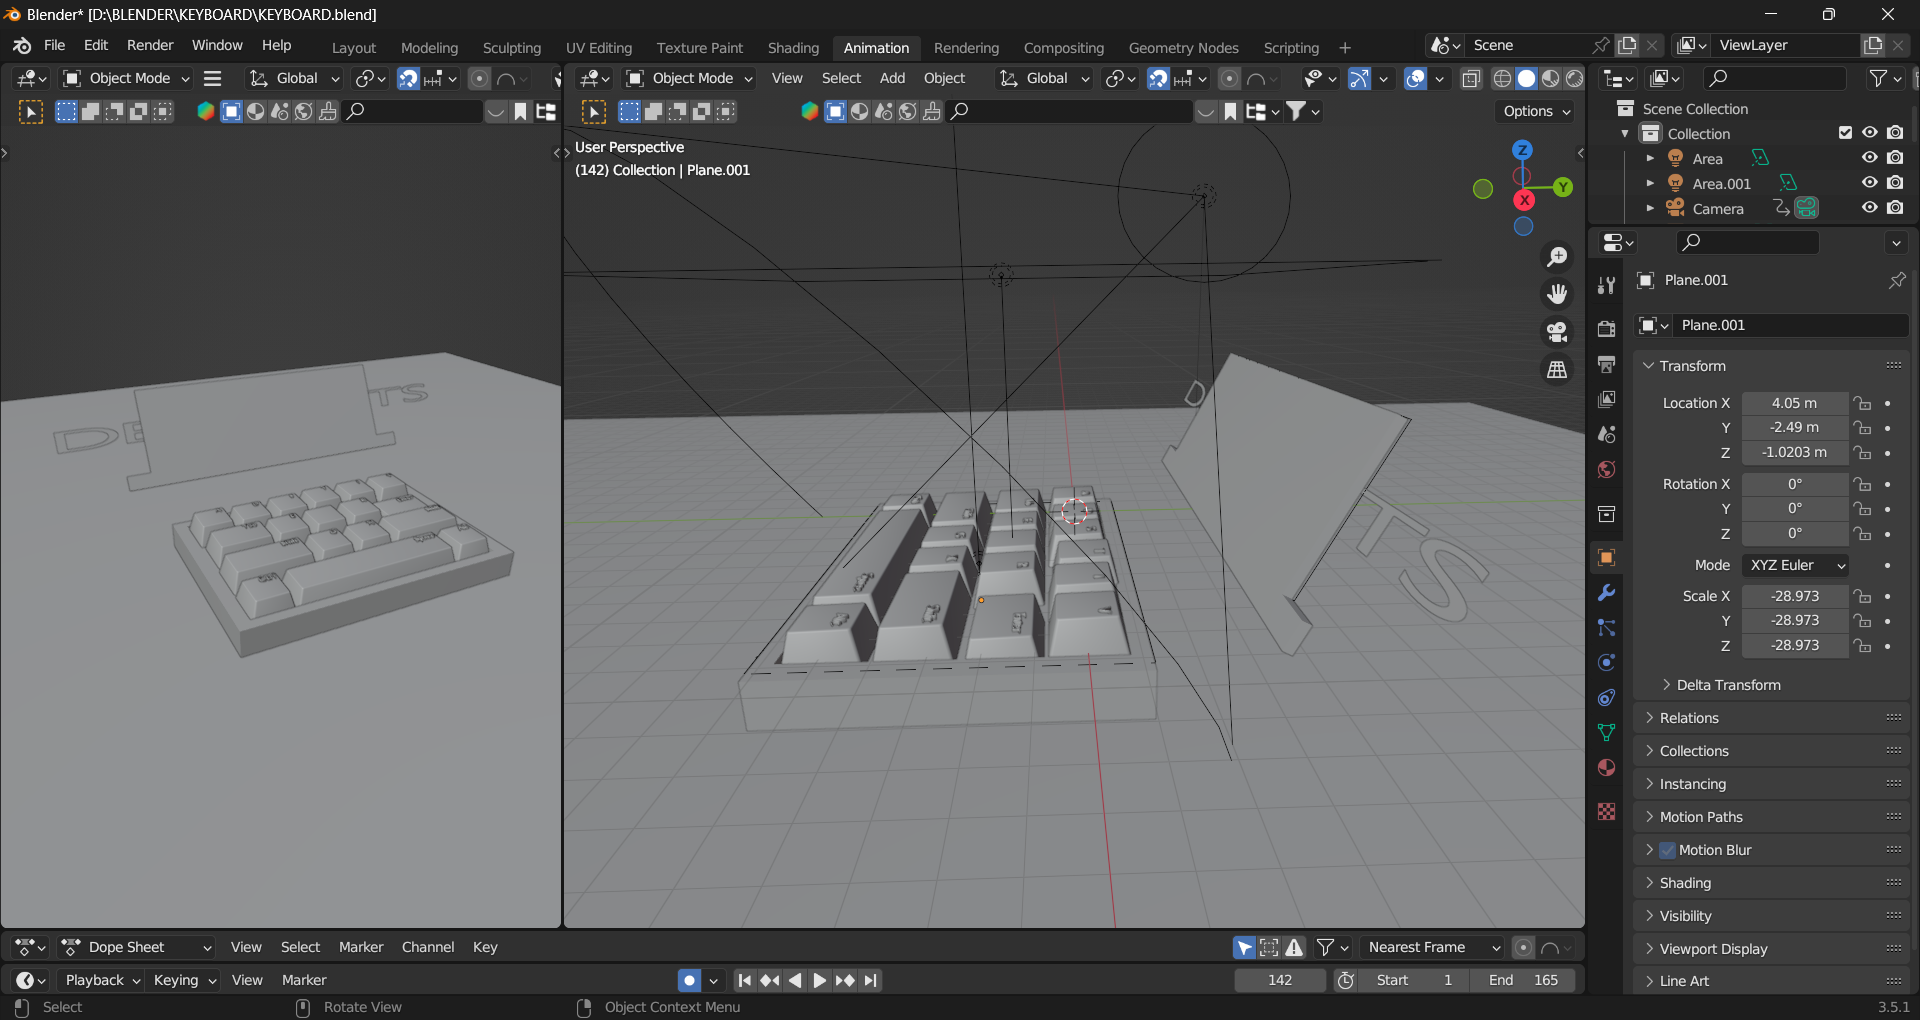 Blender* [D:\BLENDER\KEYBOARD\KEYBOARD.blend]
File Edit Render Window Help Layout Modeling Sculpting UV Editing Texture Paint Shading Animation Rendering Compositing Geometry Nodes Scripting + Scene ViewLayer
Object Mode Global Object Mode View Select Add Object Global
Options
User Perspective
(142) Collection | Plane.001
Z
Y
X
Scene Collection
Collection
Area
Area.001
Camera
Plane.001
Plane.001
Transform
Location X 4.05 m
Y -2.49 m
Z -1.0203 m
Rotation X 0°
Y 0°
Z 0°
Mode XYZ Euler
Scale X -28.973
Y -28.973
Z -28.973
Delta Transform
Relations
Collections
Instancing
Motion Paths
Motion Blur
Shading
Visibility
Viewport Display
Line Art
DE TS
D TS
Dope Sheet View Select Marker Channel Key Nearest Frame
Playback Keying View Marker 142 Start 1 End 165
Select Rotate View Object Context Menu 3.5.1